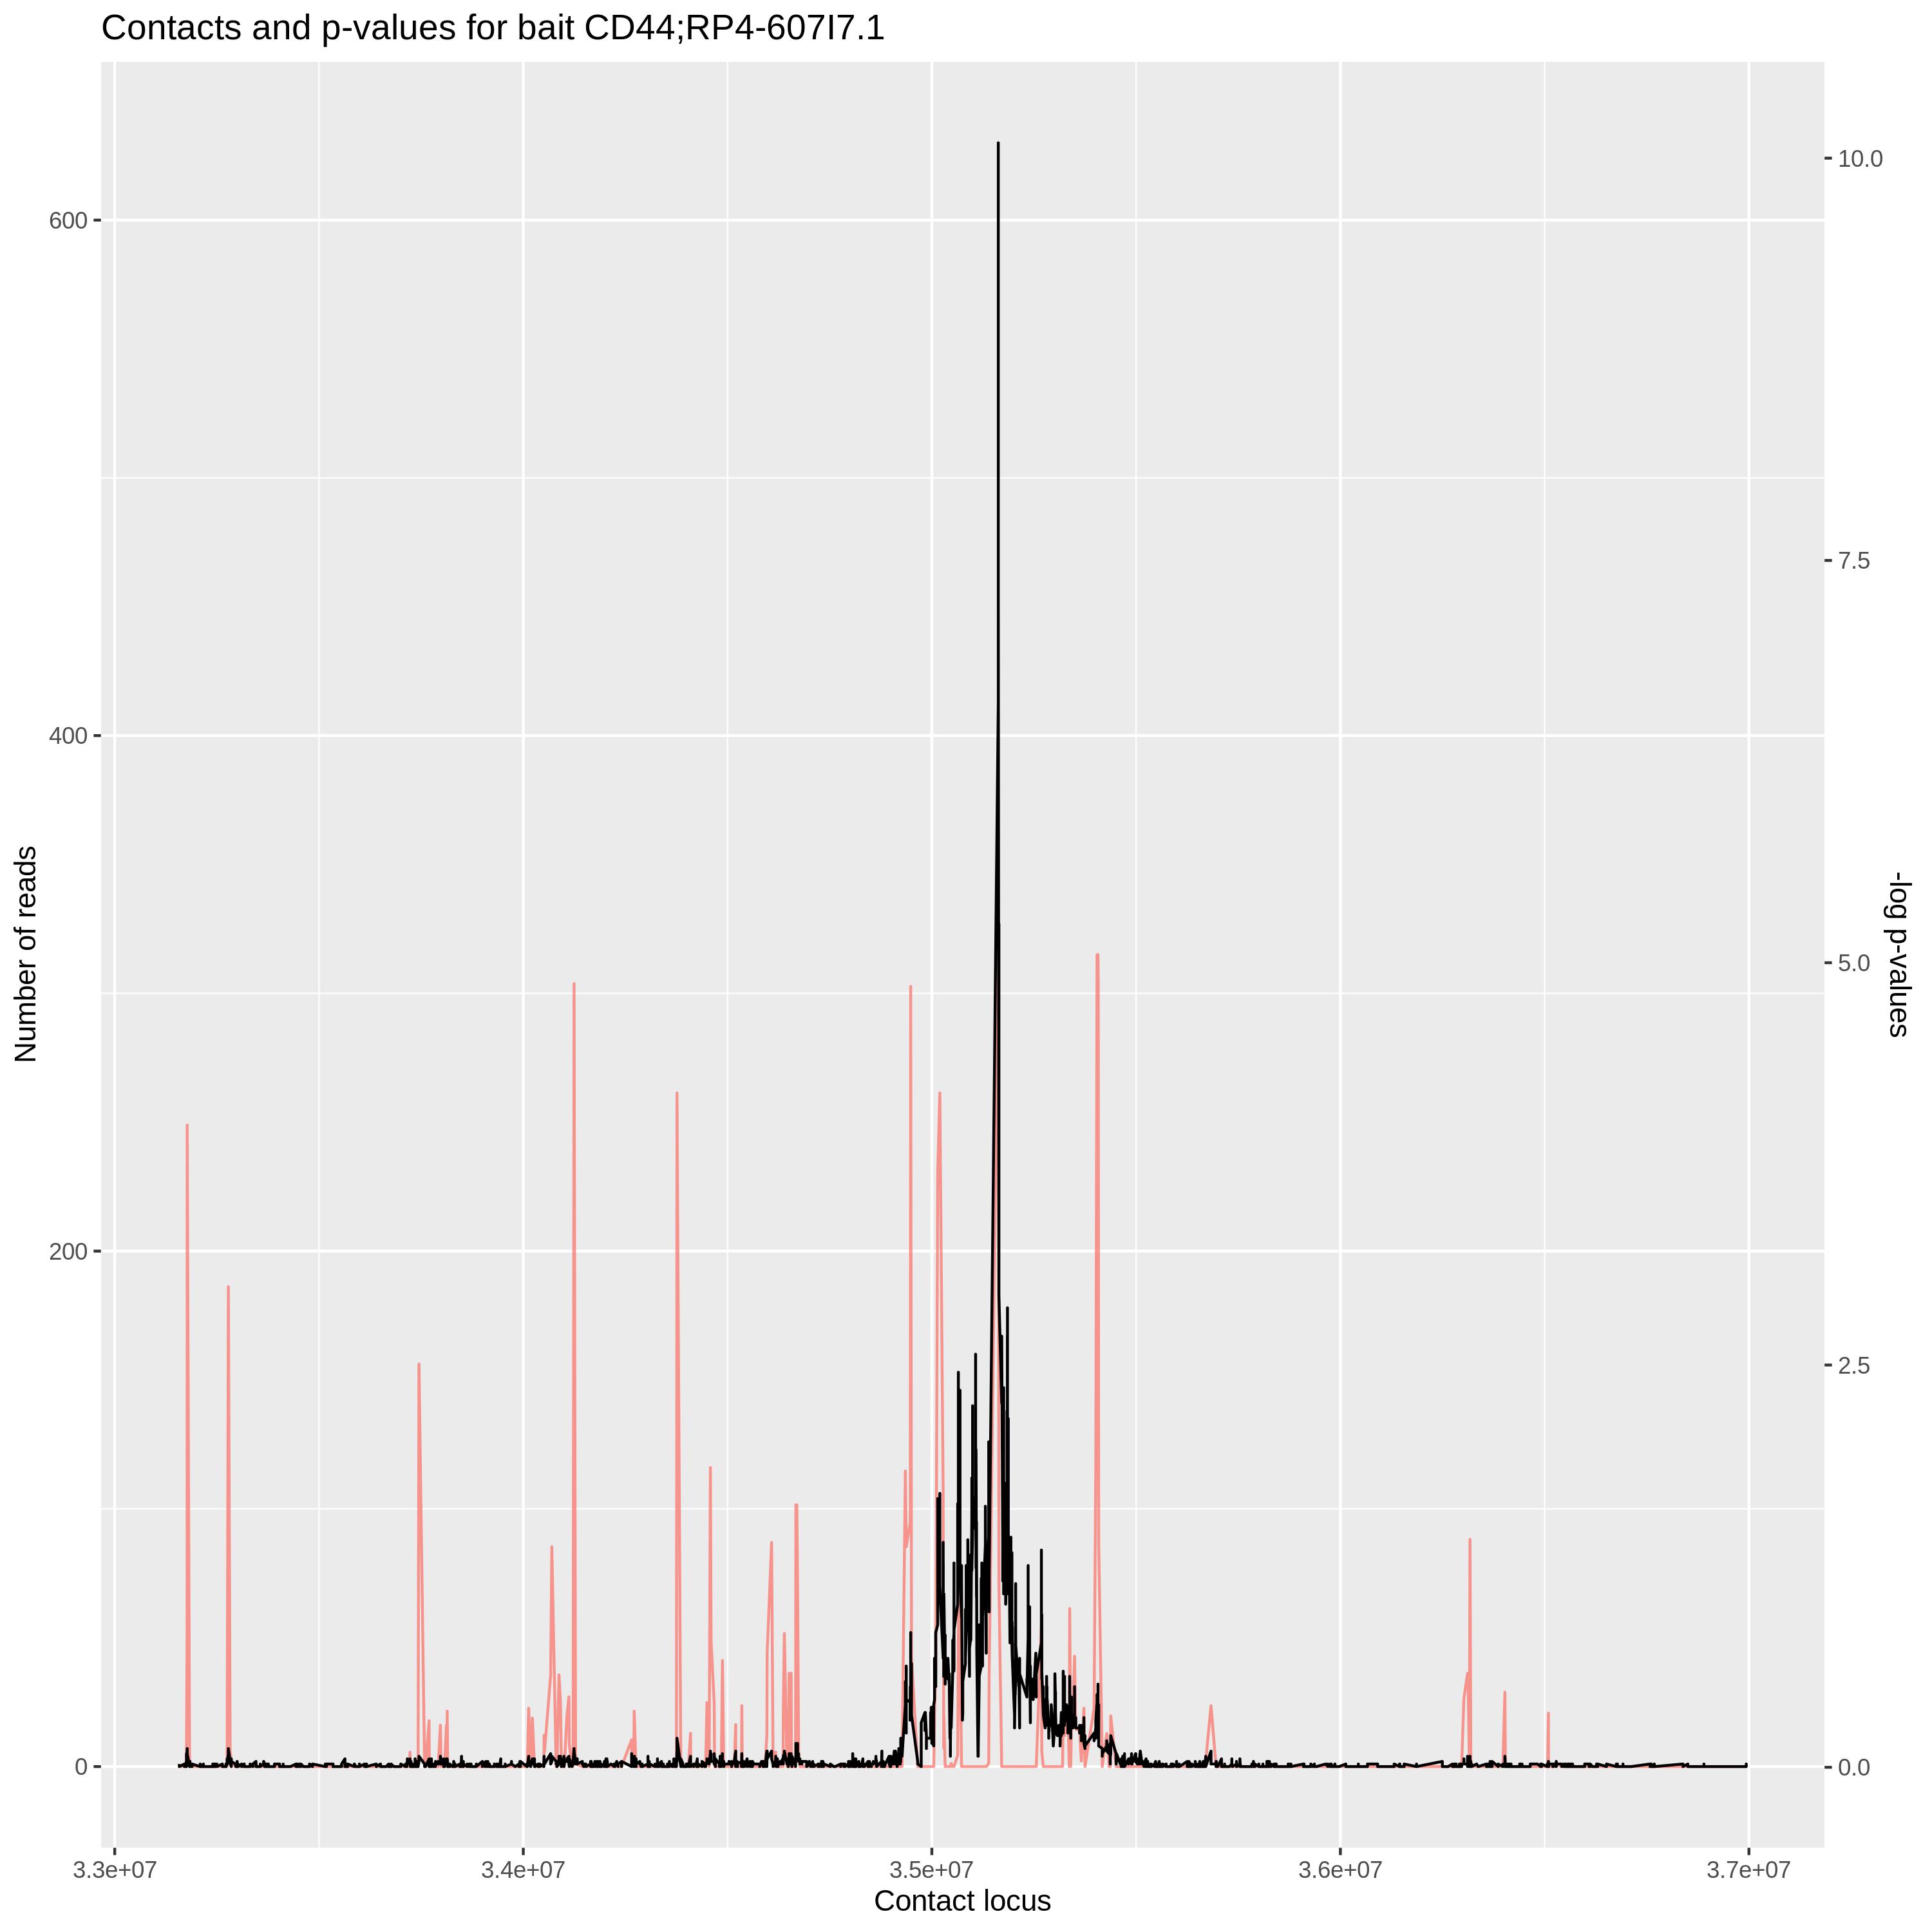 Contacts and p-values for bait CD44;RP4-607I7.1
600
400
200
0
Number of reads
10.0
7.5
5.0
2.5
0.0
-log p-values
3.3e+07
3.4e+07
3.5e+07
3.6e+07
3.7e+07
Contact locus